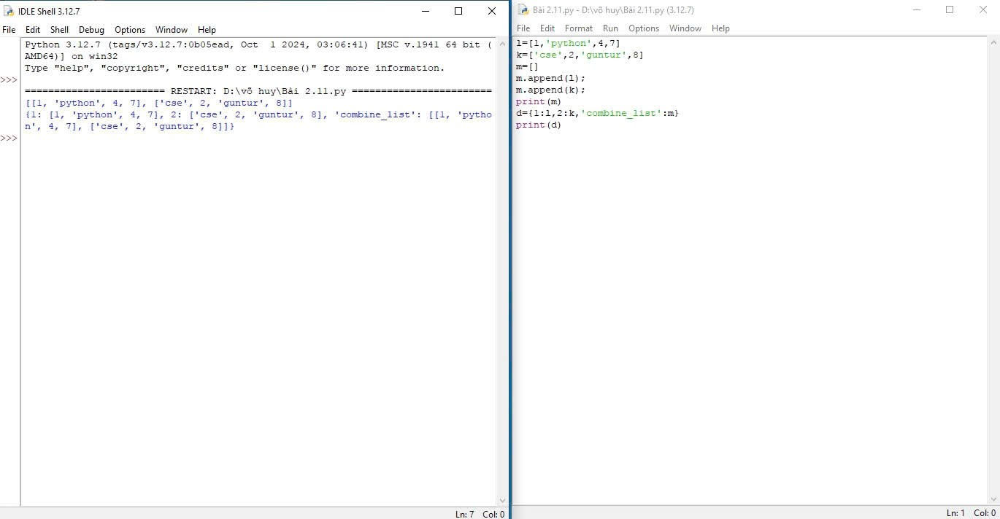 IDLE Shell 3.12.7
File Edit Shell Debug Options Window Help
Python 3.12.7 (tags/v3.12.7:0b05ead, Oct  1 2024, 03:06:41) [MSC v.1941 64 bit (
AMD64)] on win32
Type "help", "copyright", "credits" or "license()" for more information.
>>>
======================== RESTART: D:\võ huy\Bài 2.11.py ========================
[[1, 'python', 4, 7], ['cse', 2, 'guntur', 8]]
{1: [1, 'python', 4, 7], 2: ['cse', 2, 'guntur', 8], 'combine_list': [[1, 'pytho
n', 4, 7], ['cse', 2, 'guntur', 8]]}
>>>
Ln: 7 Col: 0
Bài 2.11.py - D:\võ huy\Bài 2.11.py (3.12.7)
File Edit Format Run Options Window Help
l=[1,'python',4,7]
k=['cse',2,'guntur',8]
m=[]
m.append(l);
m.append(k);
print(m)
d={1:l,2:k,'combine_list':m}
print(d)
Ln: 1 Col: 0